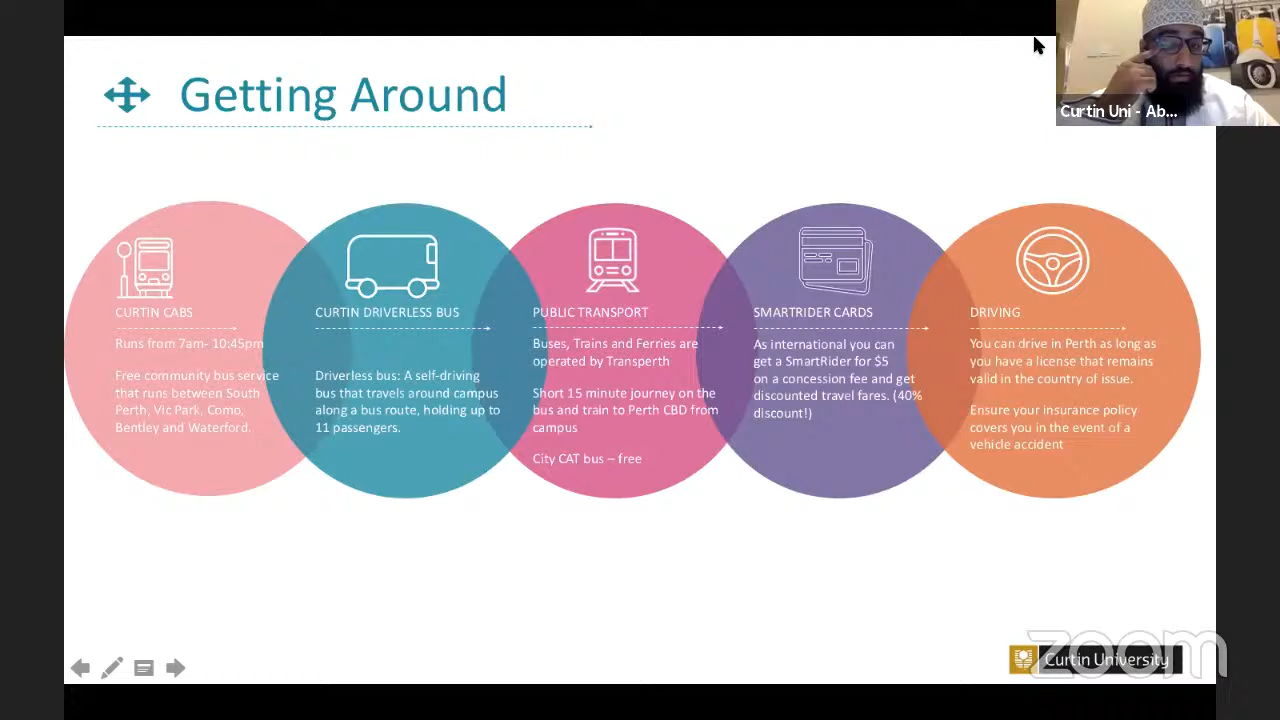 Getting Around
Curtin Uni - Ab...
CURTIN CABS
Runs from 7am- 10:45pm
Free community bus service
that runs between South
Perth, Vic Park, Como,
Bentley and Waterford.
CURTIN DRIVERLESS BUS
Driverless bus: A self-driving
bus that travels around campus
along a bus route, holding up to
11 passengers.
PUBLIC TRANSPORT
Buses, Trains and Ferries are
operated by Transperth
Short 15 minute journey on the
bus and train to Perth CBD from
campus
City CAT bus – free
SMARTRIDER CARDS
As international you can
get a SmartRider for $5
on a concession fee and get
discounted travel fares. (40%
discount!)
DRIVING
You can drive in Perth as long as
you have a license that remains
valid in the country of issue.
Ensure your insurance policy
covers you in the event of a
vehicle accident
Curtin University
zoom